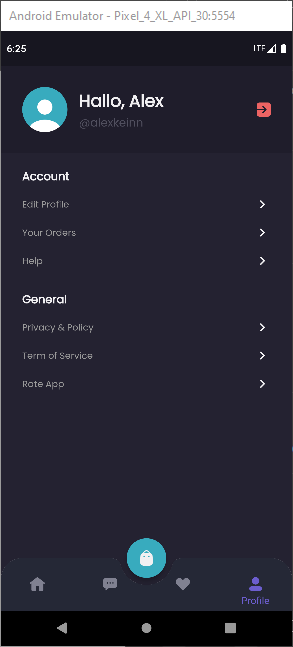 Android Emulator - Pixel_4_XL_API_30:5554
6:25
LTE
Hallo, Alex
@alexkeinn
Account
Edit Profile
Your Orders
Help
General
Privacy & Policy
Term of Service
Rate App
Profile